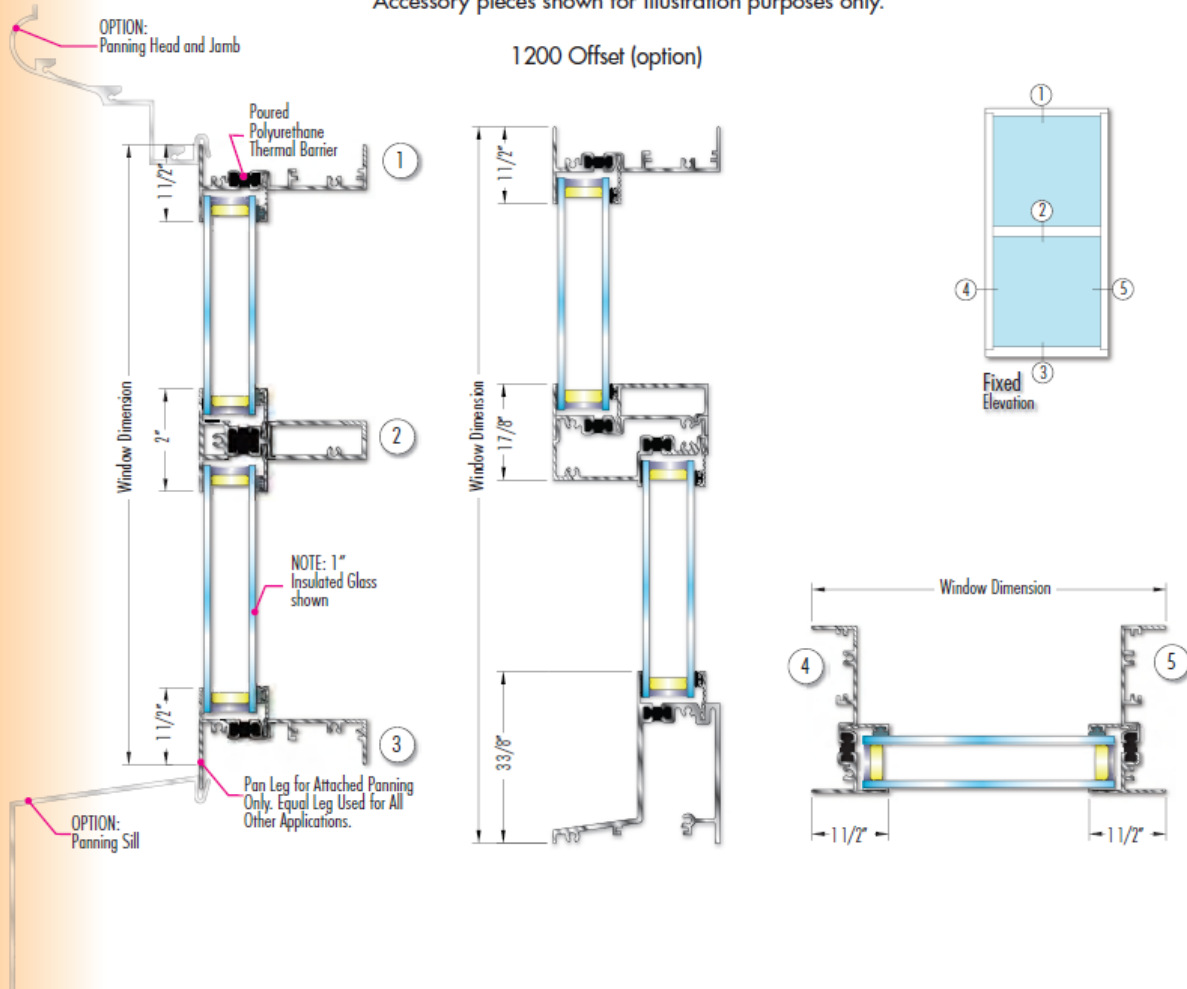 Accessory pieces shown for illustration purposes only.
OPTION:
Panning Head and Jamb
1200 Offset (option)
Poured
Polyurethane
Thermal Barrier
1
1 1/2"
Window Dimension
2"
2
NOTE: 1"
Insulated Glass
shown
1 1/2"
3
Pan Leg for Attached Panning
Only. Equal Leg Used for All
Other Applications.
OPTION:
Panning Sill
1 1/2"
Window Dimension
1 7/8"
3 3/8"
1
2
4
5
3
Fixed
Elevation
Window Dimension
4
5
1 1/2"
1 1/2"